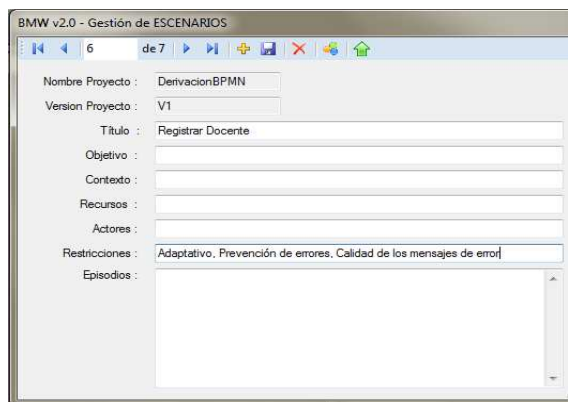 BMW v2.0 - Gestión de ESCENARIOS
6 de 7
Nombre Proyecto : DerivacionBPMN
Version Proyecto : V1
Título : Registrar Docente
Objetivo :
Contexto :
Recursos :
Actores :
Restricciones : Adaptativo, Prevención de errores, Calidad de los mensajes de error
Episodios :